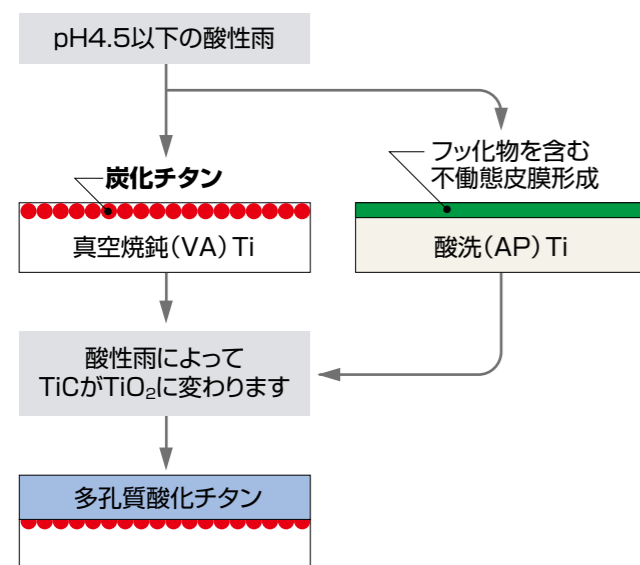 pH4.5以下の酸性雨
炭化チタン
フッ化物を含む
不働態皮膜形成
真空焼鈍(VA)Ti
酸洗(AP)Ti
酸性雨によって
TiCがTiO₂に変わります
多孔質酸化チタン